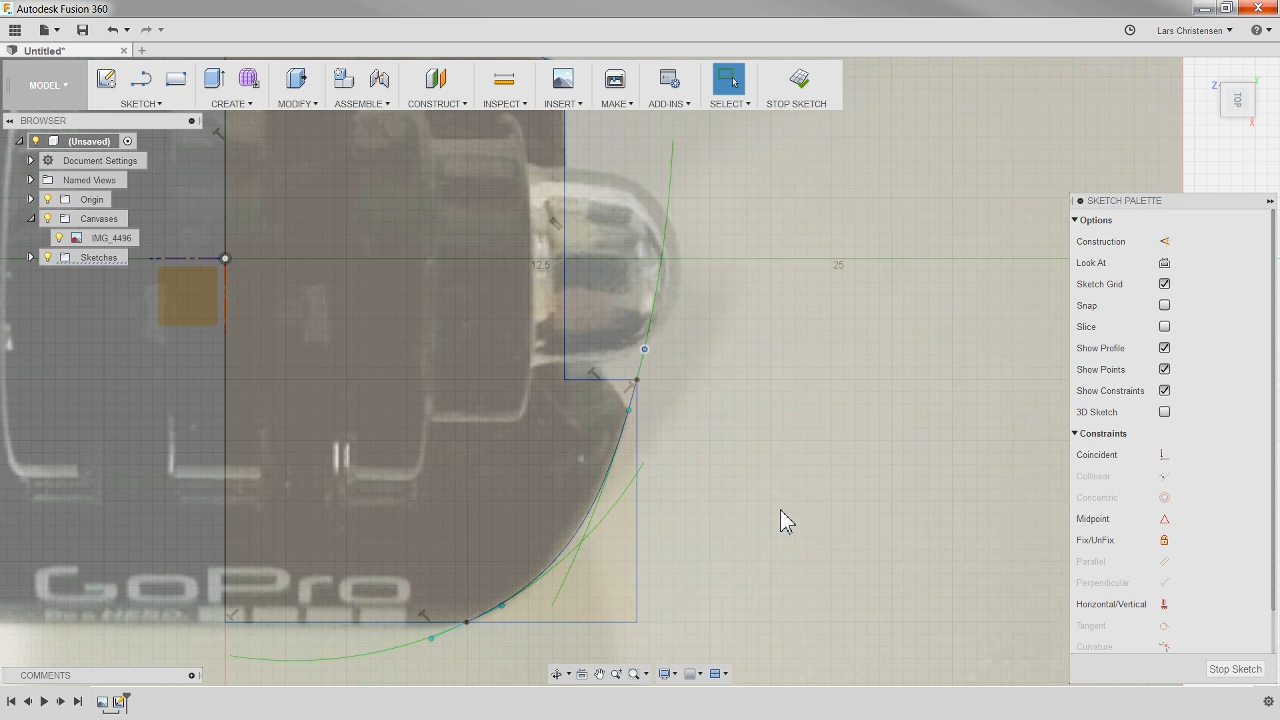 Autodesk Fusion 360
Lars Christensen
Untitled*
MODEL
SKETCH
CREATE
MODIFY
ASSEMBLE
CONSTRUCT
INSPECT
INSERT
MAKE
ADD-INS
SELECT
STOP SKETCH
BROWSER
(Unsaved)
Document Settings
Named Views
Origin
Canvases
IMG_4496
Sketches
Z
Y
TOP
X
12.5
25
SKETCH PALETTE
Options
Construction
Look At
Sketch Grid
Snap
Slice
Show Profile
Show Points
Show Constraints
3D Sketch
Constraints
Coincident
Collinear
Concentric
Midpoint
Fix/UnFix
Parallel
Perpendicular
Horizontal/Vertical
Tangent
Curvature
Stop Sketch
GoPro
COMMENTS